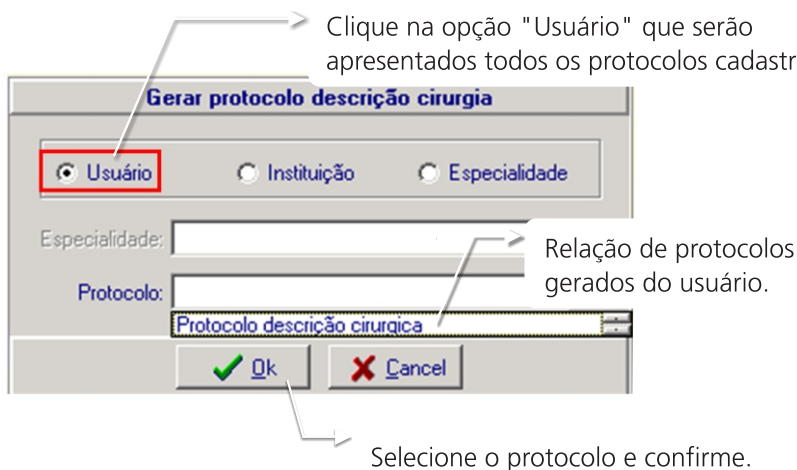 Clique na opção "Usuário" que serão
apresentados todos os protocolos cadastr
Gerar protocolo descrição cirurgia
Usuário Instituição Especialidade
Especialidade:
Relação de protocolos
gerados do usuário.
Protocolo:
Protocolo descrição cirurgica
Ok Cancel
Selecione o protocolo e confirme.